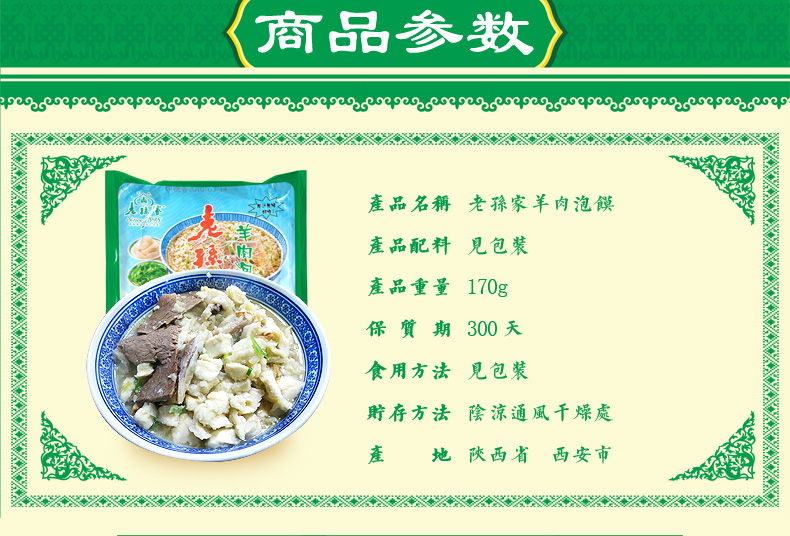 商品参数
產品名稱 老孫家羊肉泡饃
產品配料 見包裝
產品重量 170g
保質期 300天
食用方法 見包裝
貯存方法 陰涼通風干燥處
產地 陝西省 西安市
老孫
羊肉泡